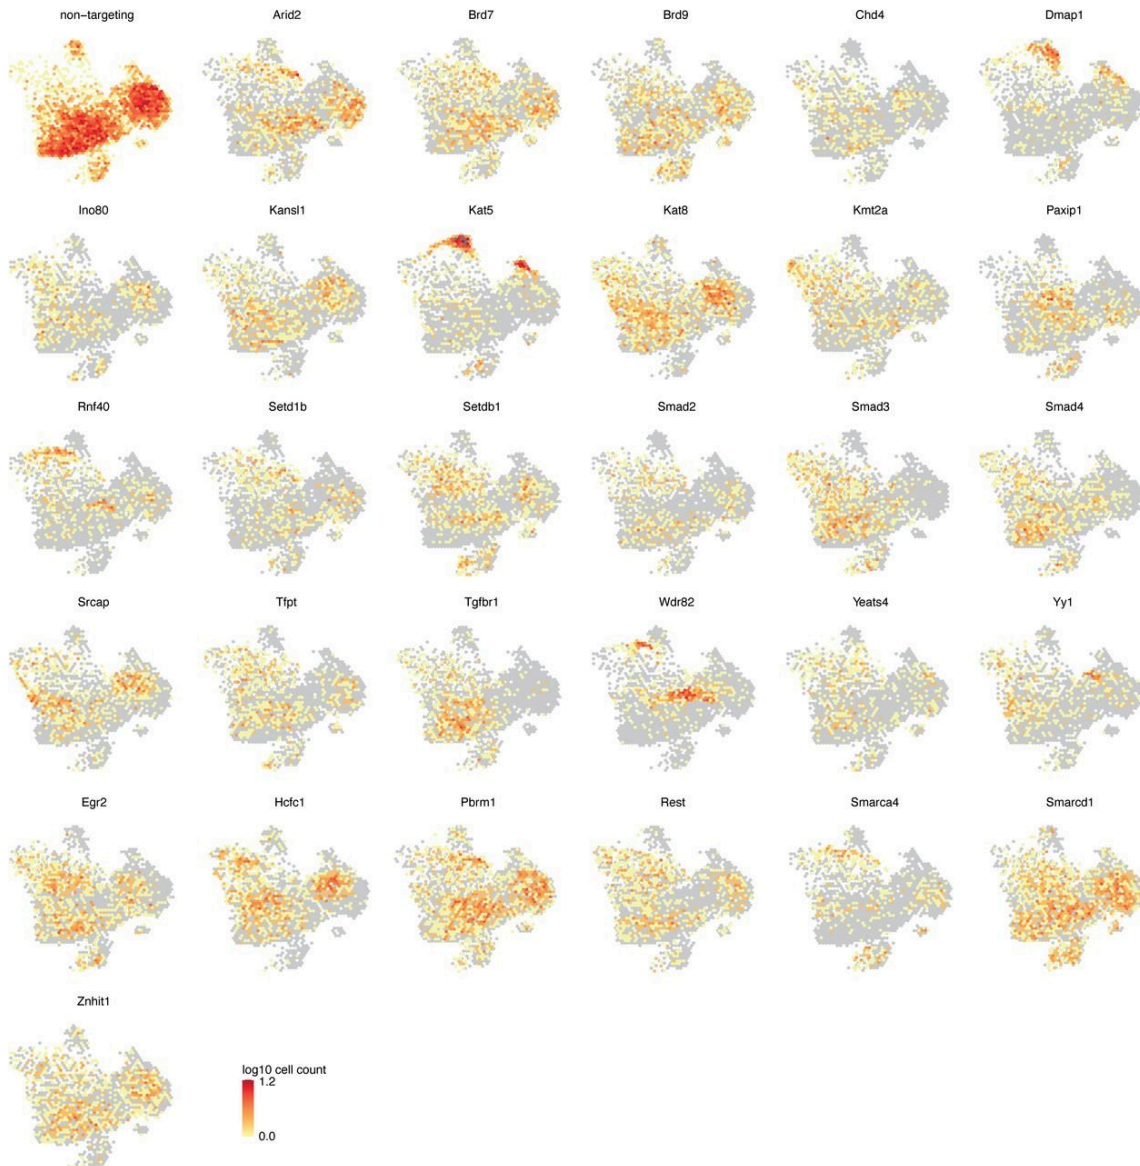 non-targeting Arid2 Brd7 Brd9 Chd4 Dmap1
Ino80 Kansl1 Kat5 Kat8 Kmt2a Paxip1
Rnf40 Setd1b Setdb1 Smad2 Smad3 Smad4
Srcap Tfpt Tgfbr1 Wdr82 Yeats4 Yy1
Egr2 Hcfc1 Pbrm1 Rest Smarca4 Smarcd1
Znhit1
log10 cell count
1.2
0.0